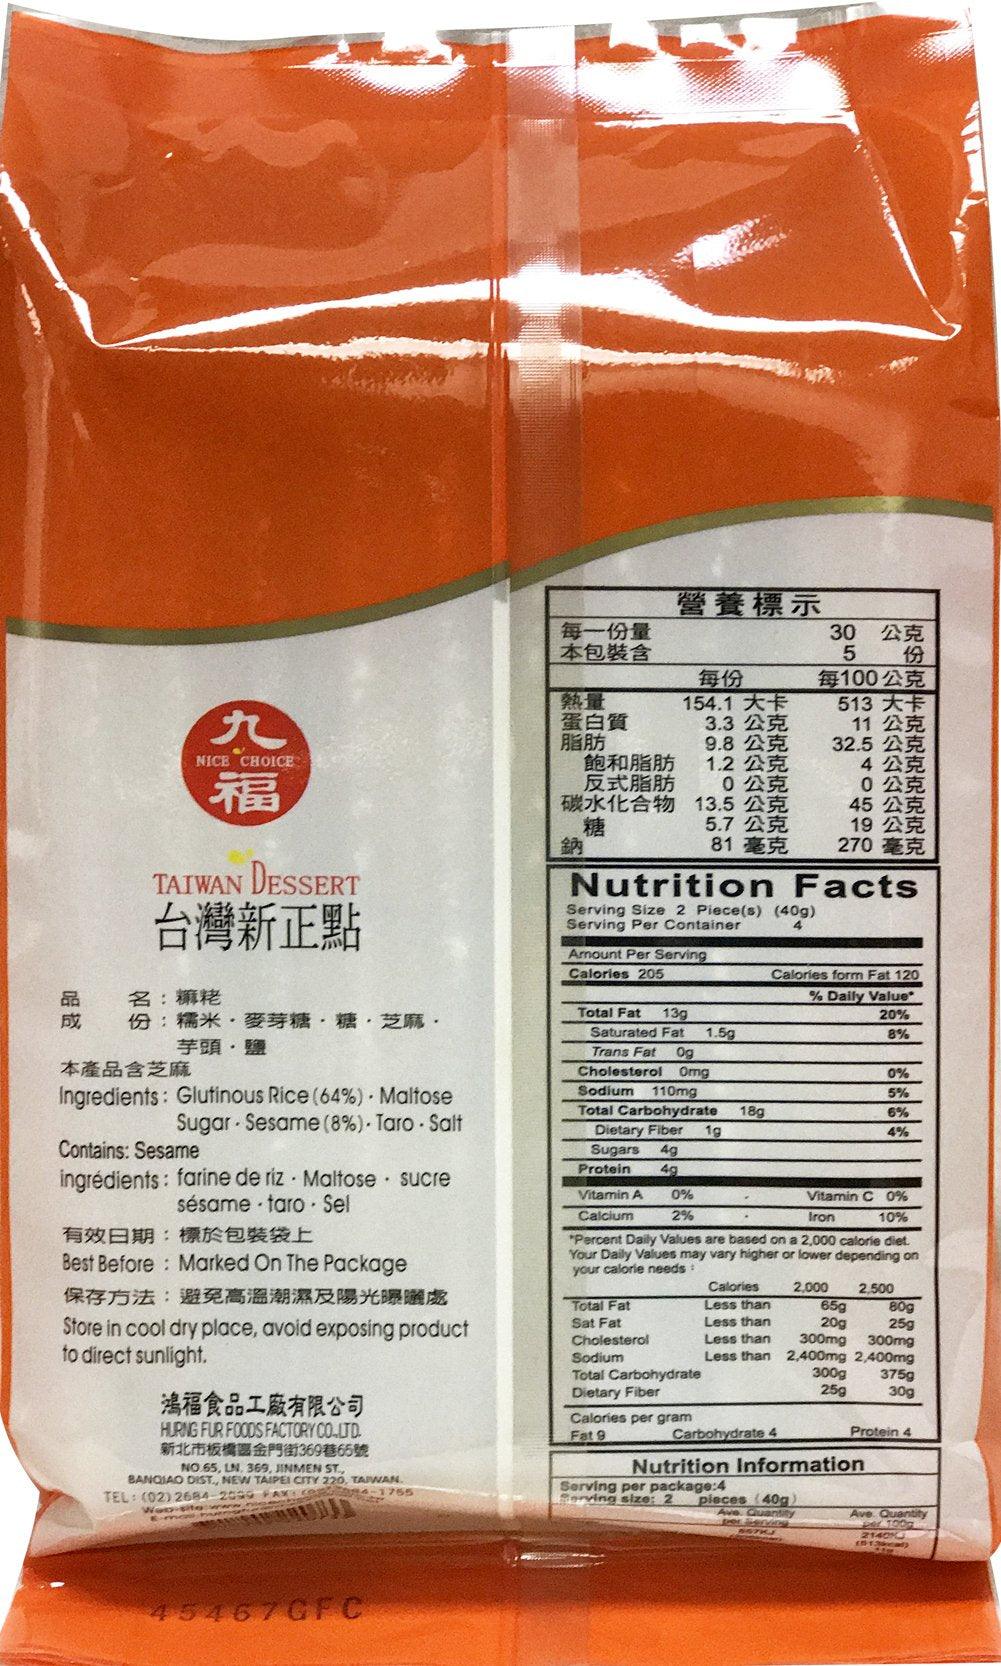 九
NICE CHOICE
福
TAIWAN DESSERT
台灣新正點
品 名：麻粩
成 份：糯米・麥芽糖・糖・芝麻・
芋頭・鹽
本產品含芝麻
Ingredients: Glutinous Rice (64%)・Maltose
Sugar・Sesame (8%)・Taro・Salt
Contains: Sesame
ingrédients: farine de riz・Maltose・sucre
sésame・taro・Sel
有效日期：標於包裝袋上
Best Before : Marked On The Package
保存方法：避免高溫潮濕及陽光曝曬處
Store in cool dry place, avoid exposing product
to direct sunlight.
鴻福食品工廠有限公司
HURNG FUR FOODS FACTORY CO.,LTD.
新北市板橋區金門街369巷65號
NO.65, LN, 369, JINMEN ST.,
BANQIAO DIST., NEW TAIPEI CITY 220, TAIWAN.
TEL: (02) 2684-2099 FAX:
45467GFC
營養標示
每一份量 30 公克
本包裝含 5 份
每份 每100公克
熱量 154.1 大卡 513 大卡
蛋白質 3.3 公克 11 公克
脂肪 9.8 公克 32.5 公克
飽和脂肪 1.2 公克 4 公克
反式脂肪 0 公克 0 公克
碳水化合物 13.5 公克 45 公克
糖 5.7 公克 19 公克
鈉 81 毫克 270 毫克
Nutrition Facts
Serving Size 2 Piece(s) (40g)
Serving Per Container 4
Amount Per Serving
Calories 205 Calories form Fat 120
% Daily Value*
Total Fat 13g 20%
Saturated Fat 1.5g 8%
Trans Fat 0g
Cholesterol 0mg 0%
Sodium 110mg 5%
Total Carbohydrate 18g 6%
Dietary Fiber 1g 4%
Sugars 4g
Protein 4g
Vitamin A 0% · Vitamin C 0%
Calcium 2% · Iron 10%
*Percent Daily Values are based on a 2,000 calorie diet.
Your Daily Values may vary higher or lower depending on
your calorie needs:
Calories 2,000 2,500
Total Fat Less than 65g 80g
Sat Fat Less than 20g 25g
Cholesterol Less than 300mg 300mg
Sodium Less than 2,400mg 2,400mg
Total Carbohydrate 300g 375g
Dietary Fiber 25g 30g
Calories per gram
Fat 9 Carbohydrate 4 Protein 4
Nutrition Information
Serving per package:4
Serving size: 2 pieces (40g)
Ave. Quantity Ave. Quantity
per Serving per 100g
857KJ 2140KJ
(513kcal)
11g